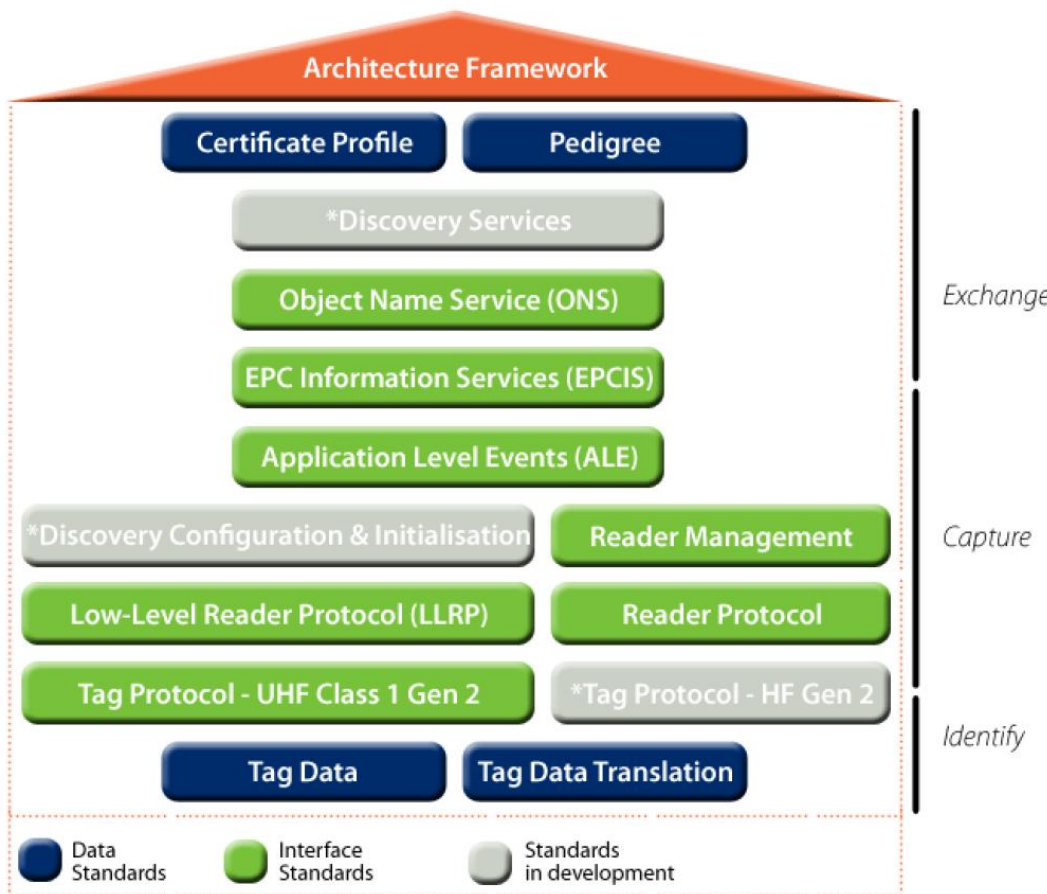 Architecture Framework
Certificate Profile
Pedigree
*Discovery Services
Object Name Service (ONS)
Exchange
EPC Information Services (EPCIS)
Application Level Events (ALE)
*Discovery Configuration & Initialisation
Reader Management
Capture
Low-Level Reader Protocol (LLRP)
Reader Protocol
Tag Protocol - UHF Class 1 Gen 2
*Tag Protocol - HF Gen 2
Identify
Tag Data
Tag Data Translation
Data
Standards
Interface
Standards
Standards
in development